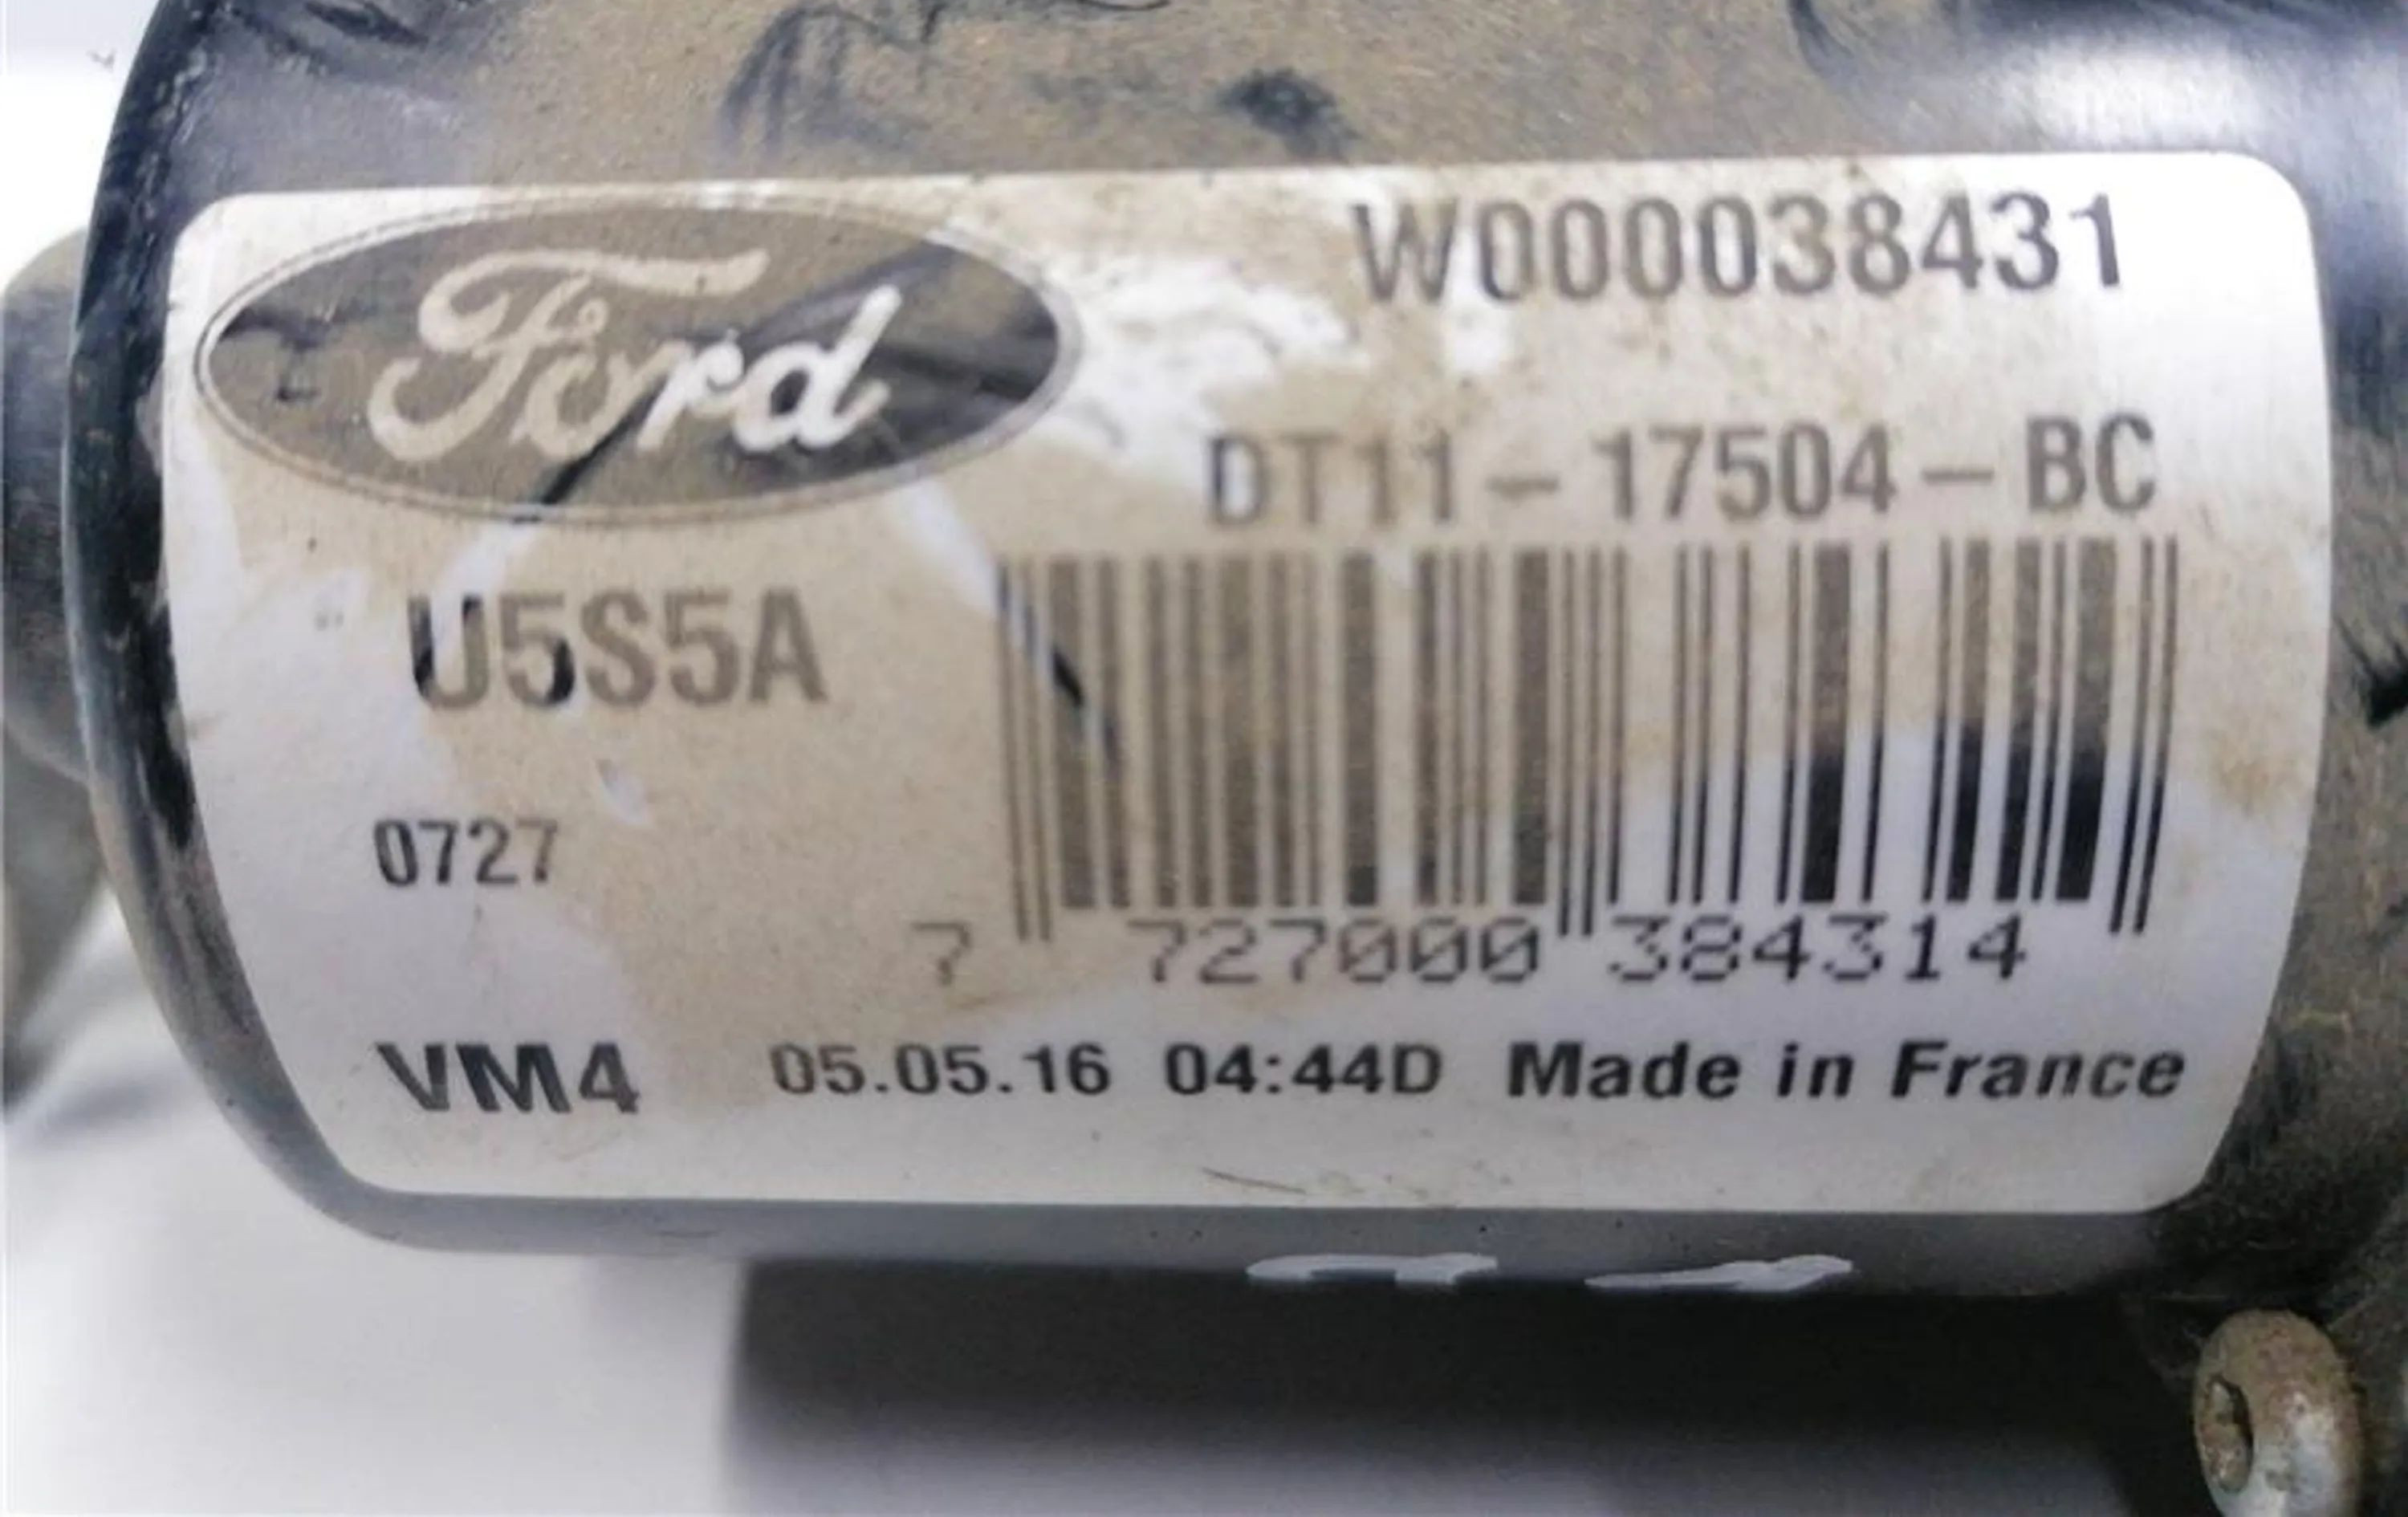 Ford
W000038431
DT11-17504-BC
U5S5A
0727
7 727000 384314
VM4 05.05.16 04:44D Made in France